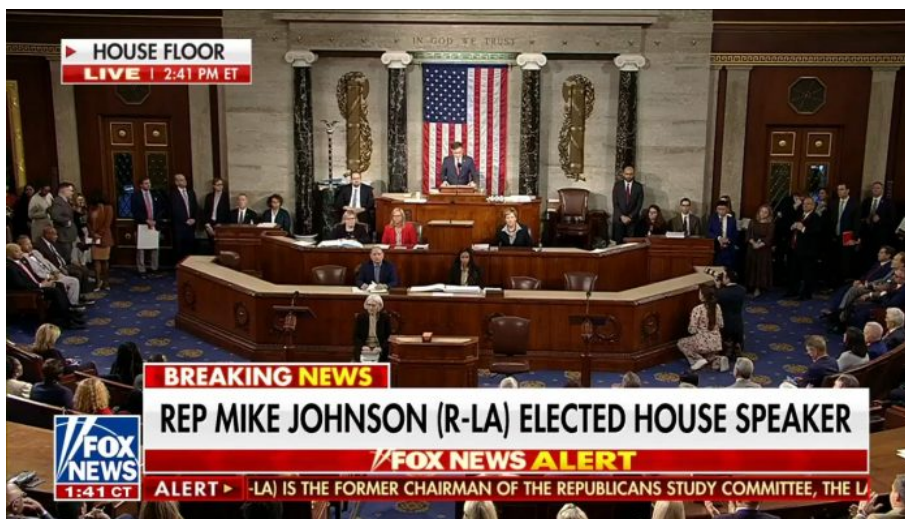 IN GOD WE TRUST
HOUSE FLOOR
LIVE | 2:41 PM ET
BREAKING NEWS
REP MIKE JOHNSON (R-LA) ELECTED HOUSE SPEAKER
FOX NEWS ALERT
FOX
NEWS
1:41 CT
ALERT -LA) IS THE FORMER CHAIRMAN OF THE REPUBLICANS STUDY COMMITTEE, THE